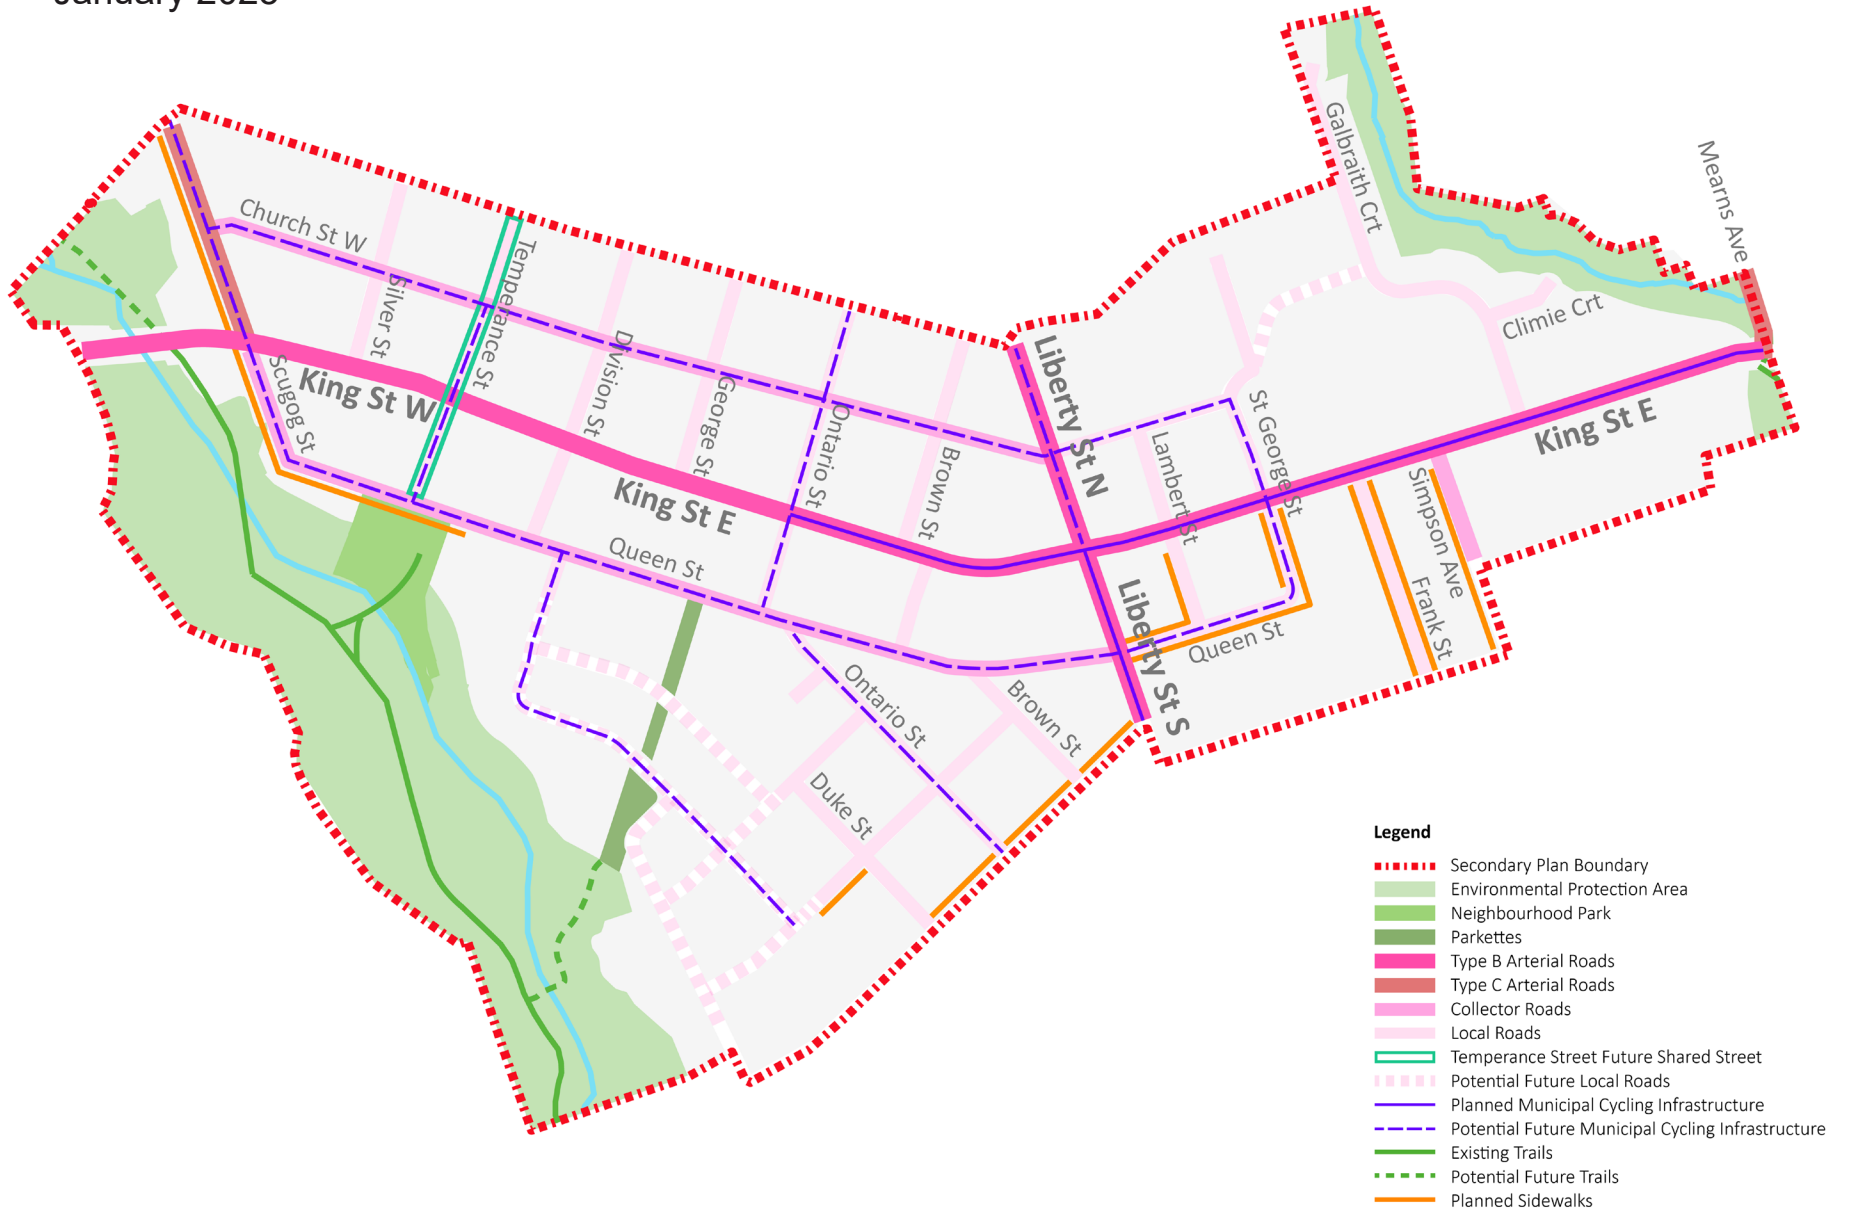 Galbraith Crt
Mearns Ave
Church St W
Temperance St
Silver St
Climie Crt
Division St
Liberty St N
Scugog St
King St W
George St
Ontario St
St George St
King St E
Lambert St
Brown St
King St E
Simpson Ave
Queen St
Frank St
Liberty St S
Queen St
Ontario St
Brown St
Duke St
Legend
Secondary Plan Boundary
Environmental Protection Area
Neighbourhood Park
Parkettes
Type B Arterial Roads
Type C Arterial Roads
Collector Roads
Local Roads
Temperance Street Future Shared Street
Potential Future Local Roads
Planned Municipal Cycling Infrastructure
Potential Future Municipal Cycling Infrastructure
Existing Trails
Potential Future Trails
Planned Sidewalks